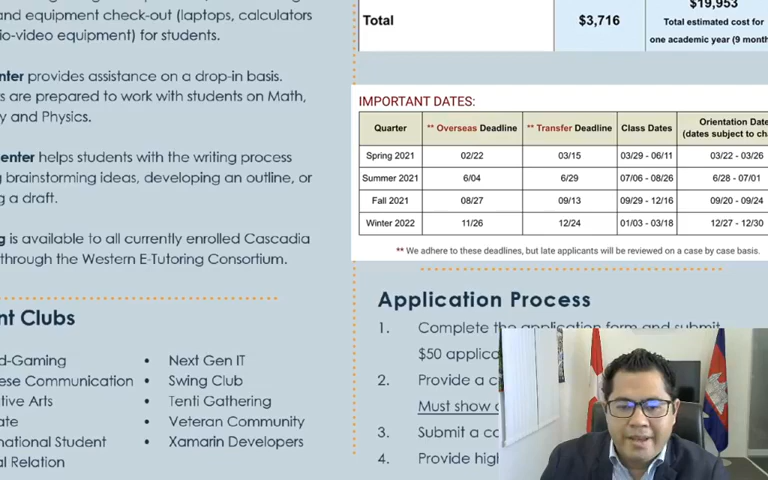 and equipment check-out (laptops, calculators
io-video equipment) for students.
nter provides assistance on a drop-in basis.
s are prepared to work with students on Math,
y and Physics.
enter helps students with the writing process
g brainstorming ideas, developing an outline, or
g a draft.
g is available to all currently enrolled Cascadia
through the Western E-Tutoring Consortium.
nt Clubs
d-Gaming
ese Communication
tive Arts
ate
national Student
al Relation
• Next Gen IT
• Swing Club
• Tenti Gathering
• Veteran Community
• Xamarin Developers
Total $3,716 $19,953
Total estimated cost for
one academic year (9 month
IMPORTANT DATES:
Quarter ** Overseas Deadline ** Transfer Deadline Class Dates Orientation Date
(dates subject to cha
Spring 2021 02/22 03/15 03/29 - 06/11 03/22 - 03/26
Summer 2021 6/04 6/29 07/06 - 08/26 6/28 - 07/01
Fall 2021 08/27 09/13 09/29 - 12/16 09/20 - 09/24
Winter 2022 11/26 12/24 01/03 - 03/18 12/27 - 12/30
** We adhere to these deadlines, but late applicants will be reviewed on a case by case basis.
Application Process
1. Complete the application form and submit
$50 applica
2. Provide a c
Must show
3. Submit a co
4. Provide hig